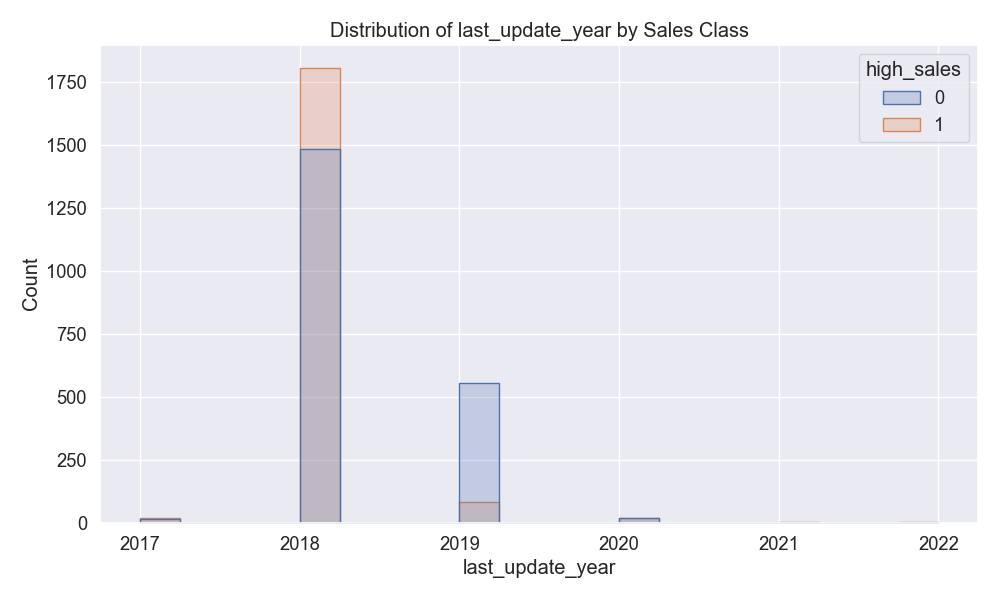 Distribution of last_update_year by Sales Class
high_sales
0
1
Count
1750
1500
1250
1000
750
500
250
0
2017 2018 2019 2020 2021 2022
last_update_year